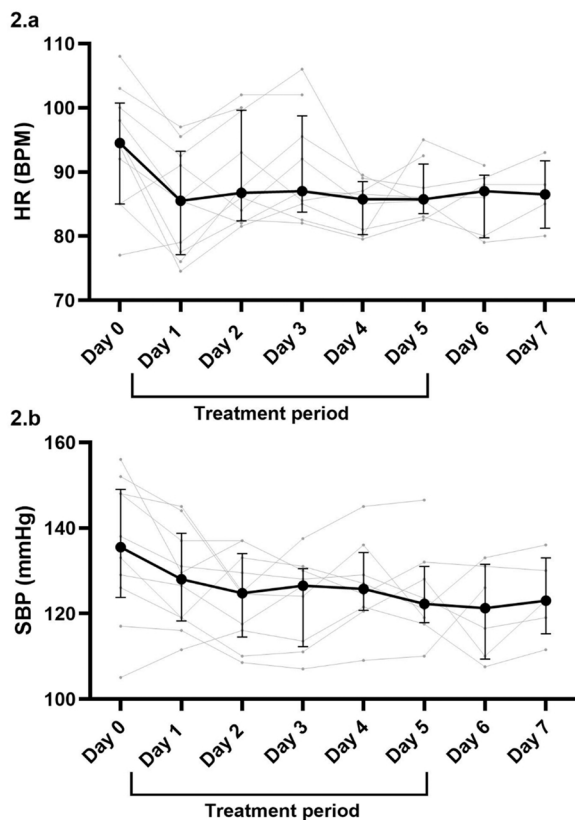 2.a
110
100
90
80
70
HR (BPM)
Day 0
Day 1
Day 2
Day 3
Day 4
Day 5
Day 6
Day 7
Treatment period
2.b
160
140
120
100
SBP (mmHg)
Day 0
Day 1
Day 2
Day 3
Day 4
Day 5
Day 6
Day 7
Treatment period